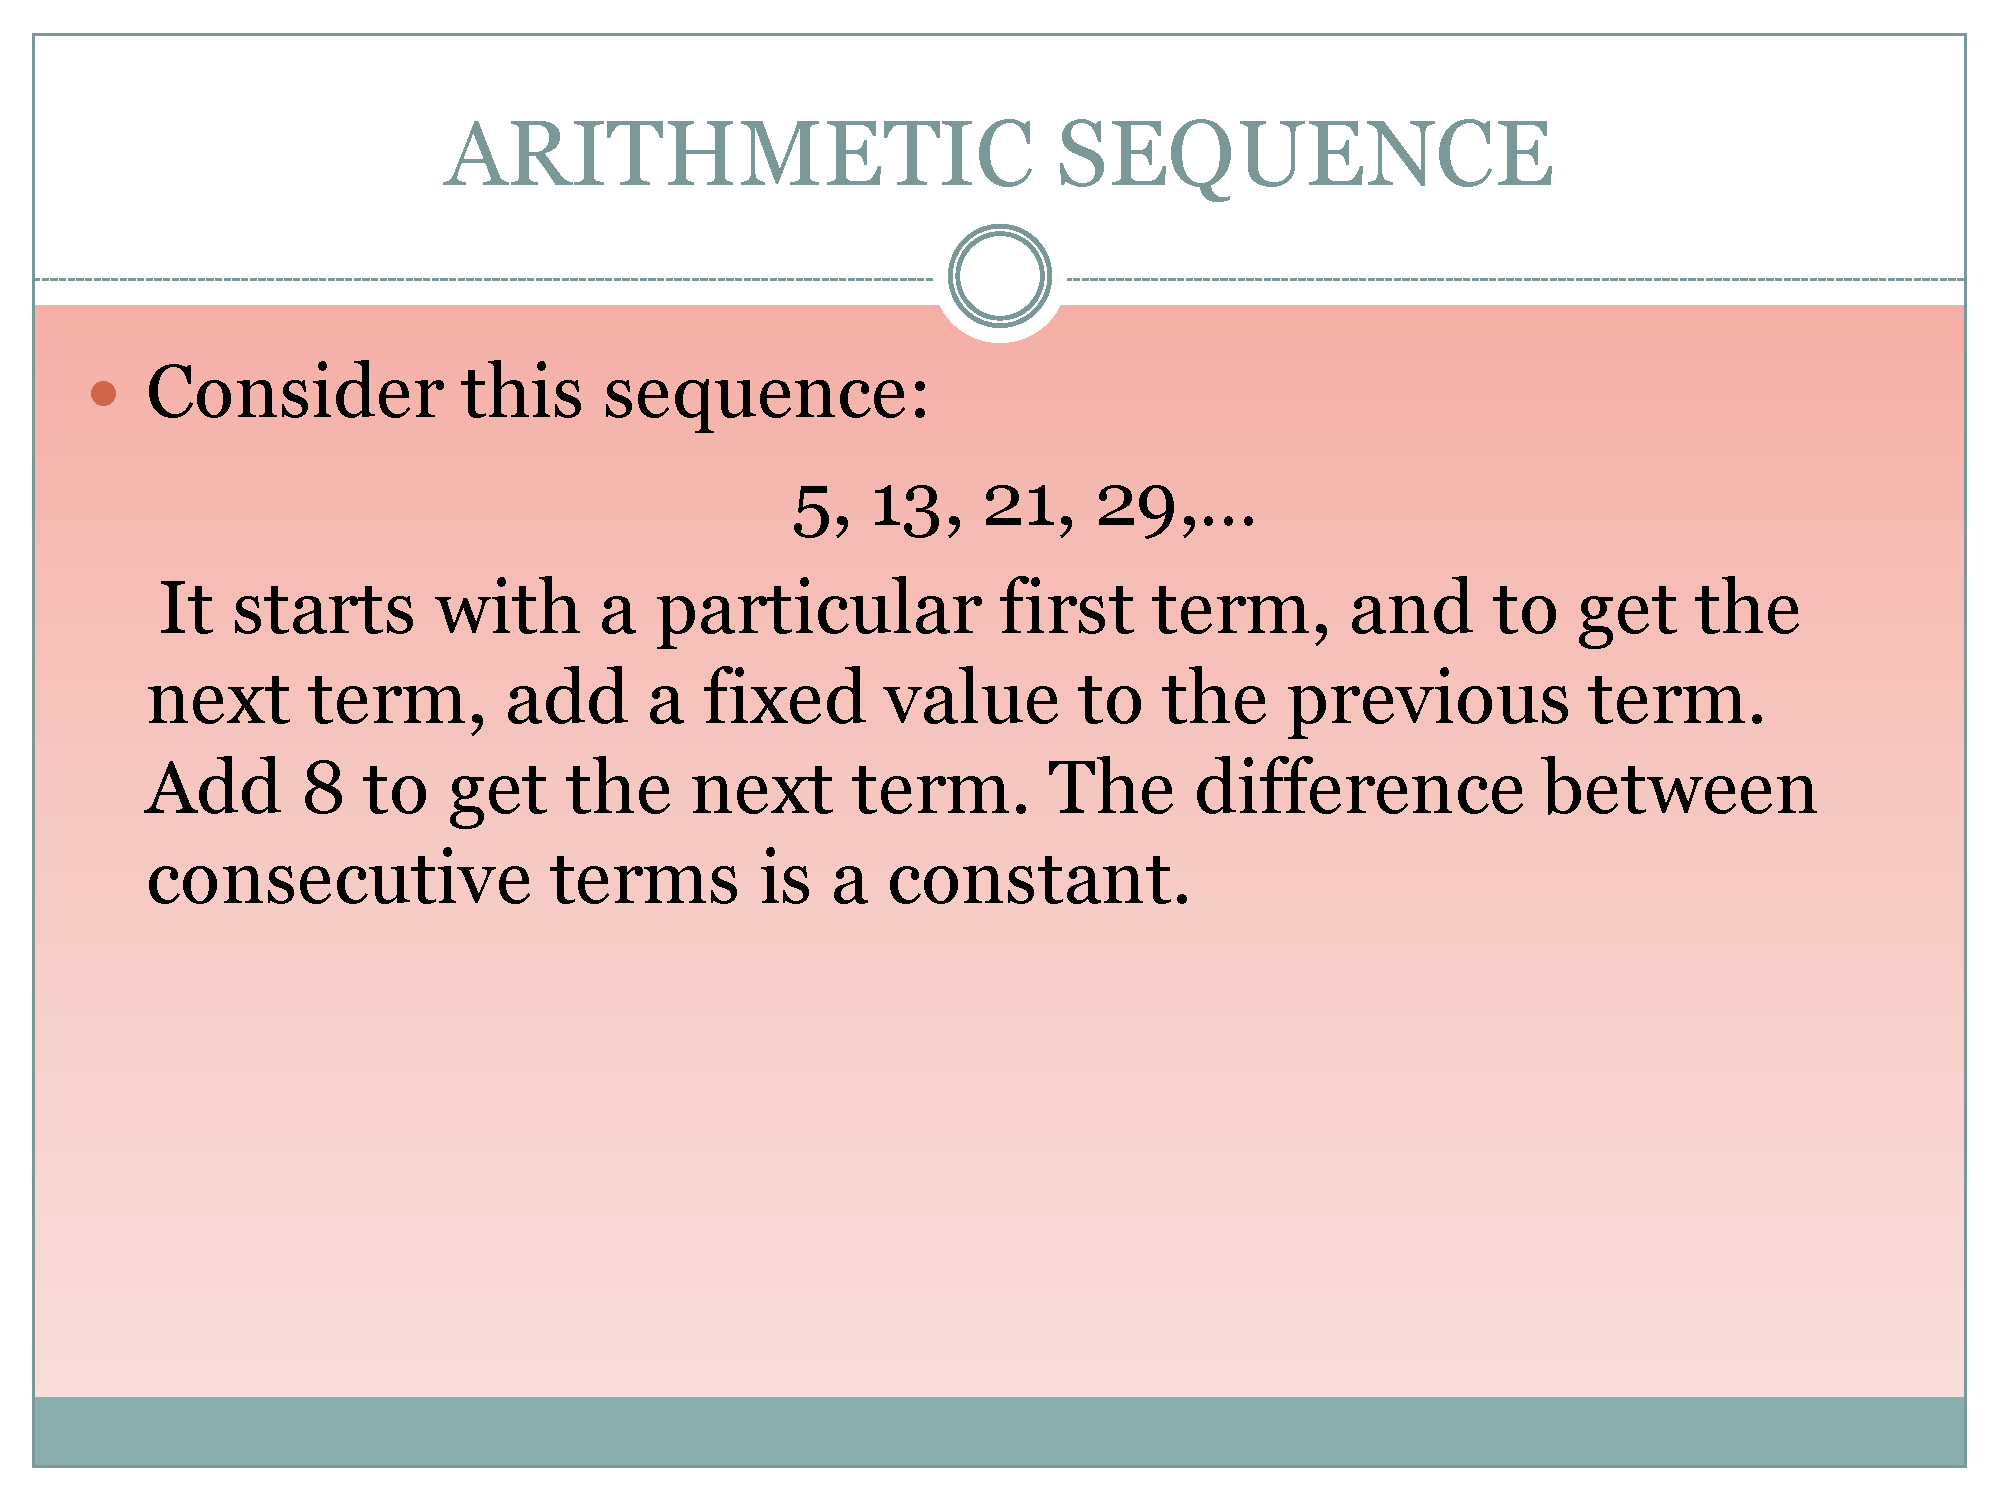 ARITHMETIC SEQUENCE
• Consider this sequence:
5, 13, 21, 29,...
It starts with a particular first term, and to get the
next term, add a fixed value to the previous term.
Add 8 to get the next term. The difference between
consecutive terms is a constant.